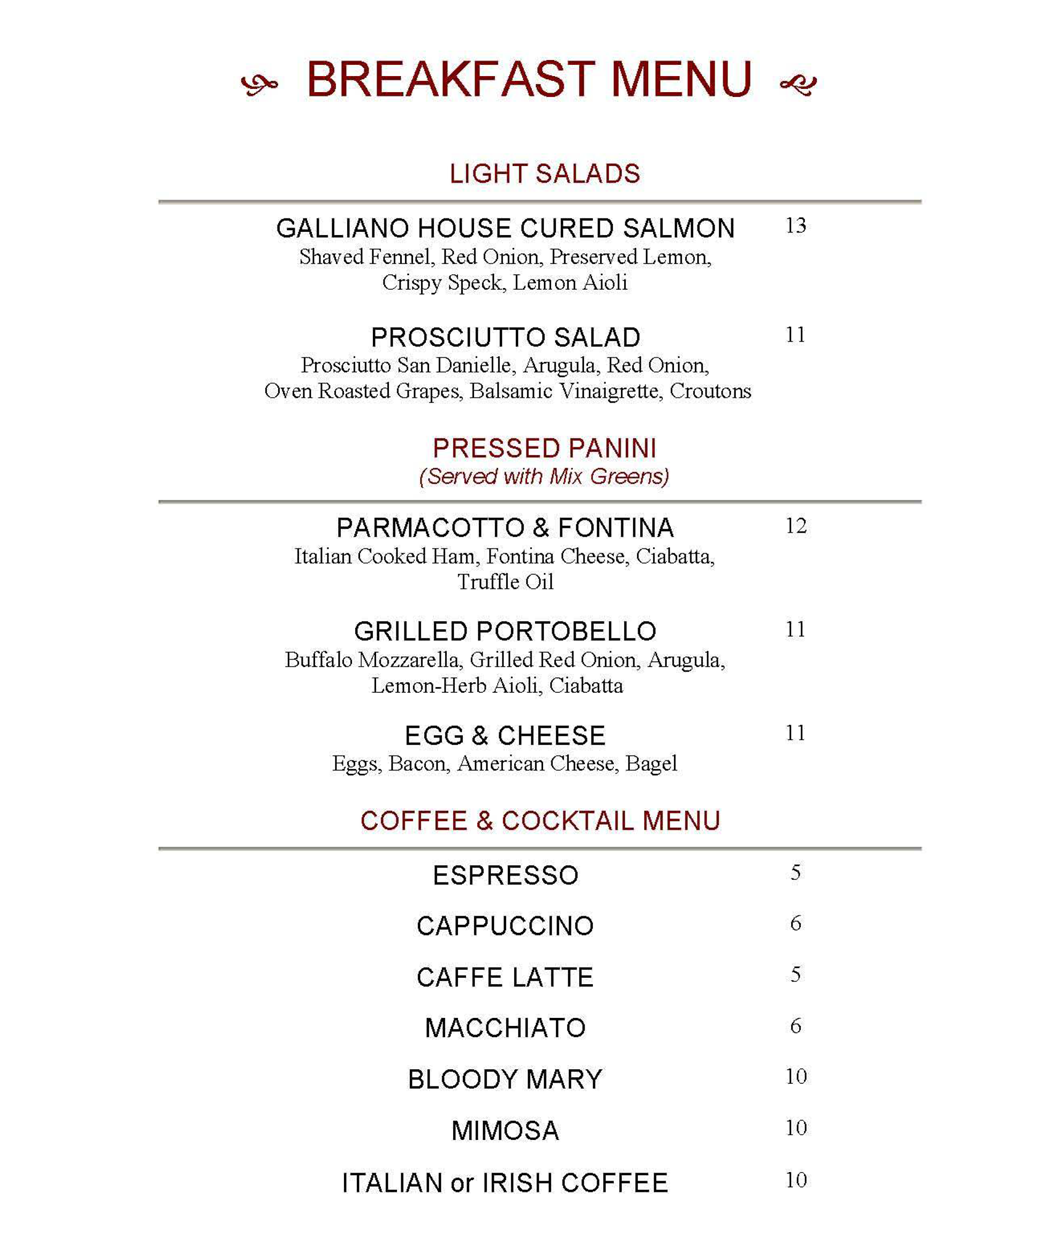 BREAKFAST MENU
LIGHT SALADS
GALLIANO HOUSE CURED SALMON 13
Shaved Fennel, Red Onion, Preserved Lemon,
Crispy Speck, Lemon Aioli
PROSCIUTTO SALAD 11
Prosciutto San Danielle, Arugula, Red Onion,
Oven Roasted Grapes, Balsamic Vinaigrette, Croutons
PRESSED PANINI
(Served with Mix Greens)
PARMACOTTO & FONTINA 12
Italian Cooked Ham, Fontina Cheese, Ciabatta,
Truffle Oil
GRILLED PORTOBELLO 11
Buffalo Mozzarella, Grilled Red Onion, Arugula,
Lemon-Herb Aioli, Ciabatta
EGG & CHEESE 11
Eggs, Bacon, American Cheese, Bagel
COFFEE & COCKTAIL MENU
ESPRESSO 5
CAPPUCCINO 6
CAFFE LATTE 5
MACCHIATO 6
BLOODY MARY 10
MIMOSA 10
ITALIAN or IRISH COFFEE 10